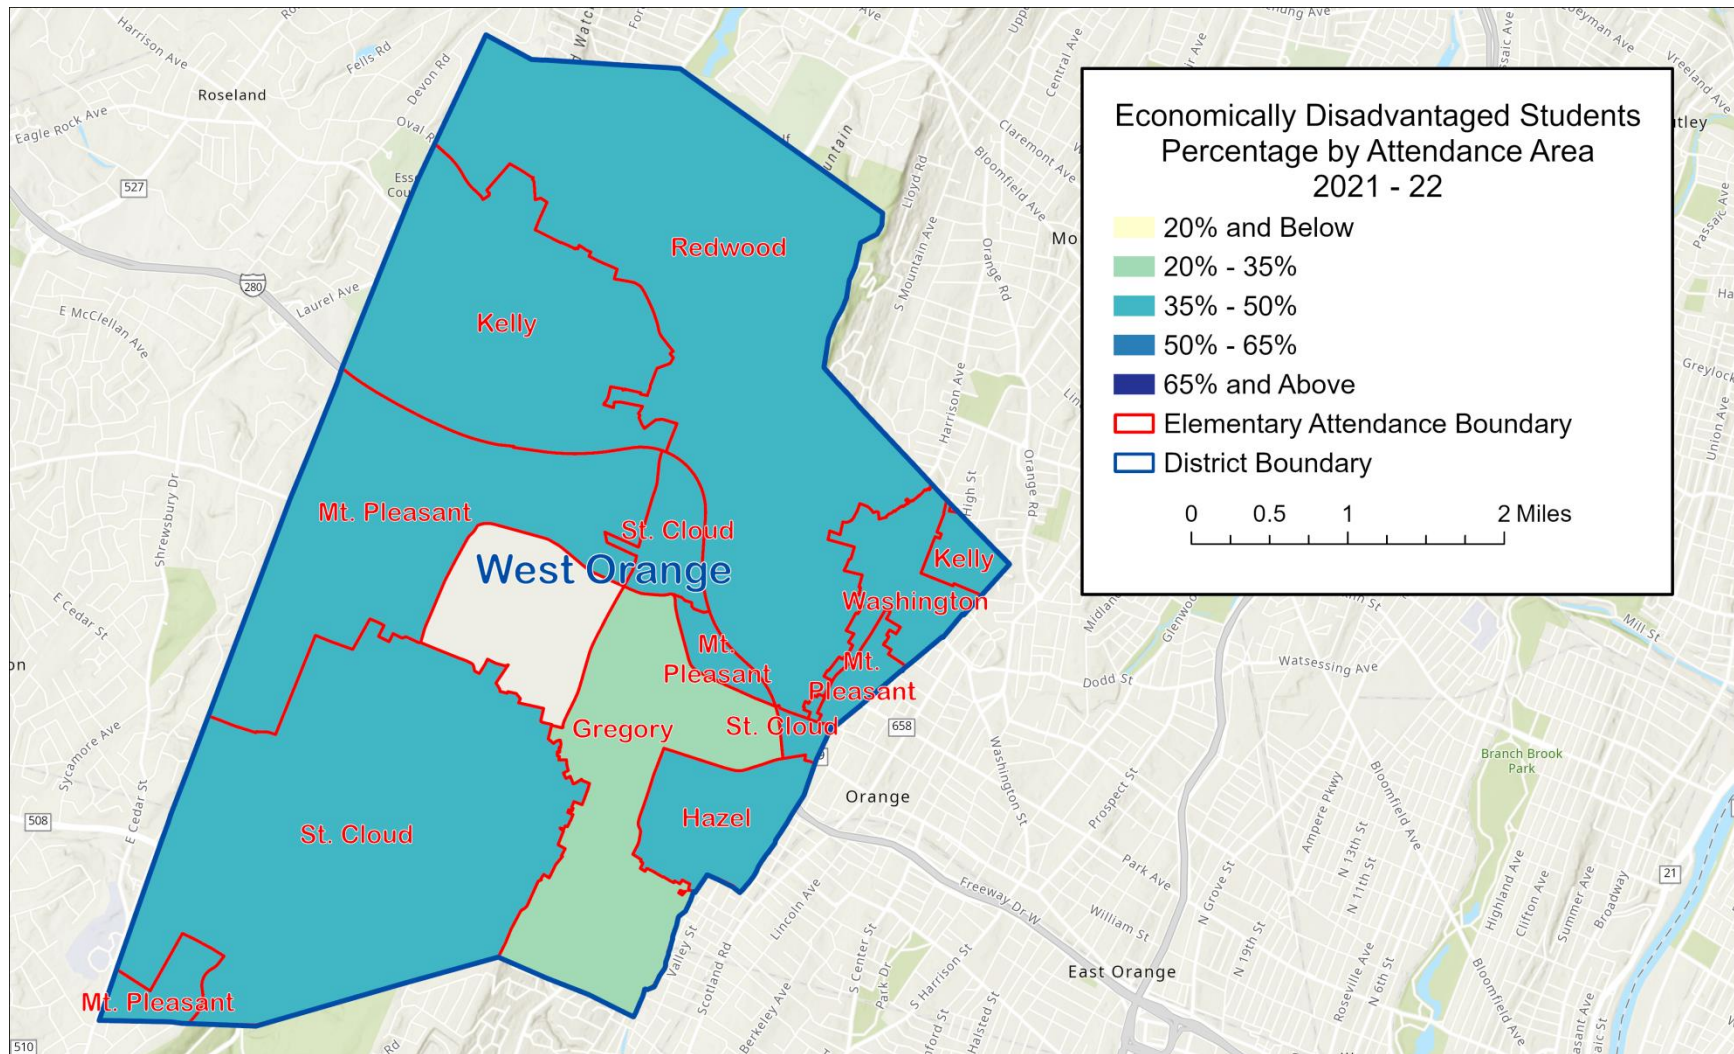 Economically Disadvantaged Students
Percentage by Attendance Area
2021 - 22
20% and Below
20% - 35%
35% - 50%
50% - 65%
65% and Above
Elementary Attendance Boundary
District Boundary
0 0.5 1 2 Miles
Harrison Ave
Fells Rd
Devon Rd
Roseland
Eagle Rock Ave
527
280
Laurel Ave
E McClellan Ave
Shrewsbury Dr
E Cedar St
Sycamore Ave
E Cedar St
508
510
Central Ave
Claremont Ave
Bloomfield Ave
Lloyd Rd
S Mountain Ave
Orange Rd
Harrison Ave
High St
Orange Rd
Passaic Ave
Vreeland Ave
Union Ave
Redwood
Kelly
Mt. Pleasant
St. Cloud
West Orange
Kelly
Washington
Mt.
Pleasant
Mt.
Pleasant
Gregory
St. Cloud
Hazel
St. Cloud
Mt. Pleasant
Dodd St
Watsessing Ave
Mill St
658
Washington St
Prospect St
Orange
Branch Brook
Park
Ampere Pkwy
Bloomfield Ave
N 13th St
N 11th St
Park Ave
N Grove St
William St
Freeway Dr W
N 19th St
East Orange
Highland Ave
Clifton Ave
Summer Ave
Broadway
21
Roseville Ave
N 6th St
Bloomfield Ave
Valley St
Scotland Rd
Lincoln Ave
Berkeley Ave
S Center St
Park Dr
S Harrison St
Halsted St